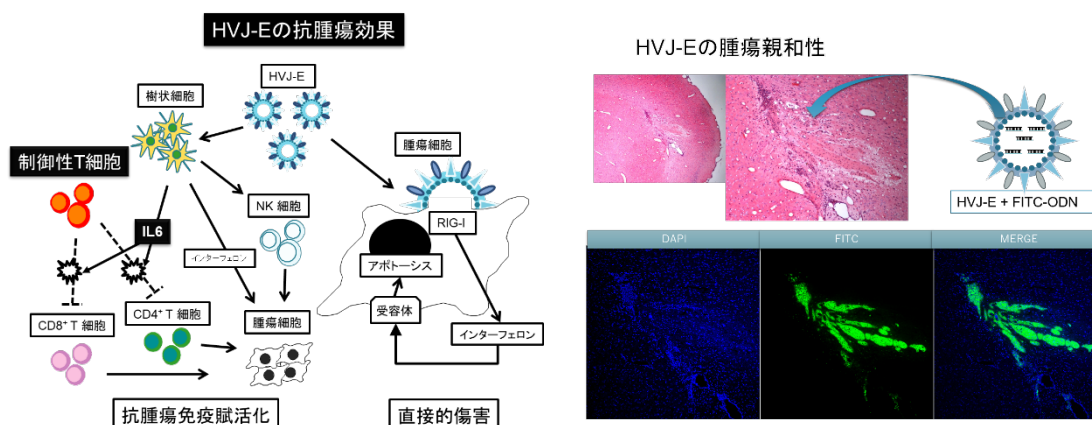 HVJ-Eの抗腫瘍効果
HVJ-E
樹状細胞
制御性T細胞
IL6
NK 細胞
インターフェロン
CD8⁺ T 細胞
CD4⁺ T 細胞
腫瘍細胞
抗腫瘍免疫賦活化
腫瘍細胞
RIG-I
アポトーシス
受容体
インターフェロン
直接的傷害
HVJ-Eの腫瘍親和性
HVJ-E + FITC-ODN
DAPI
FITC
MERGE